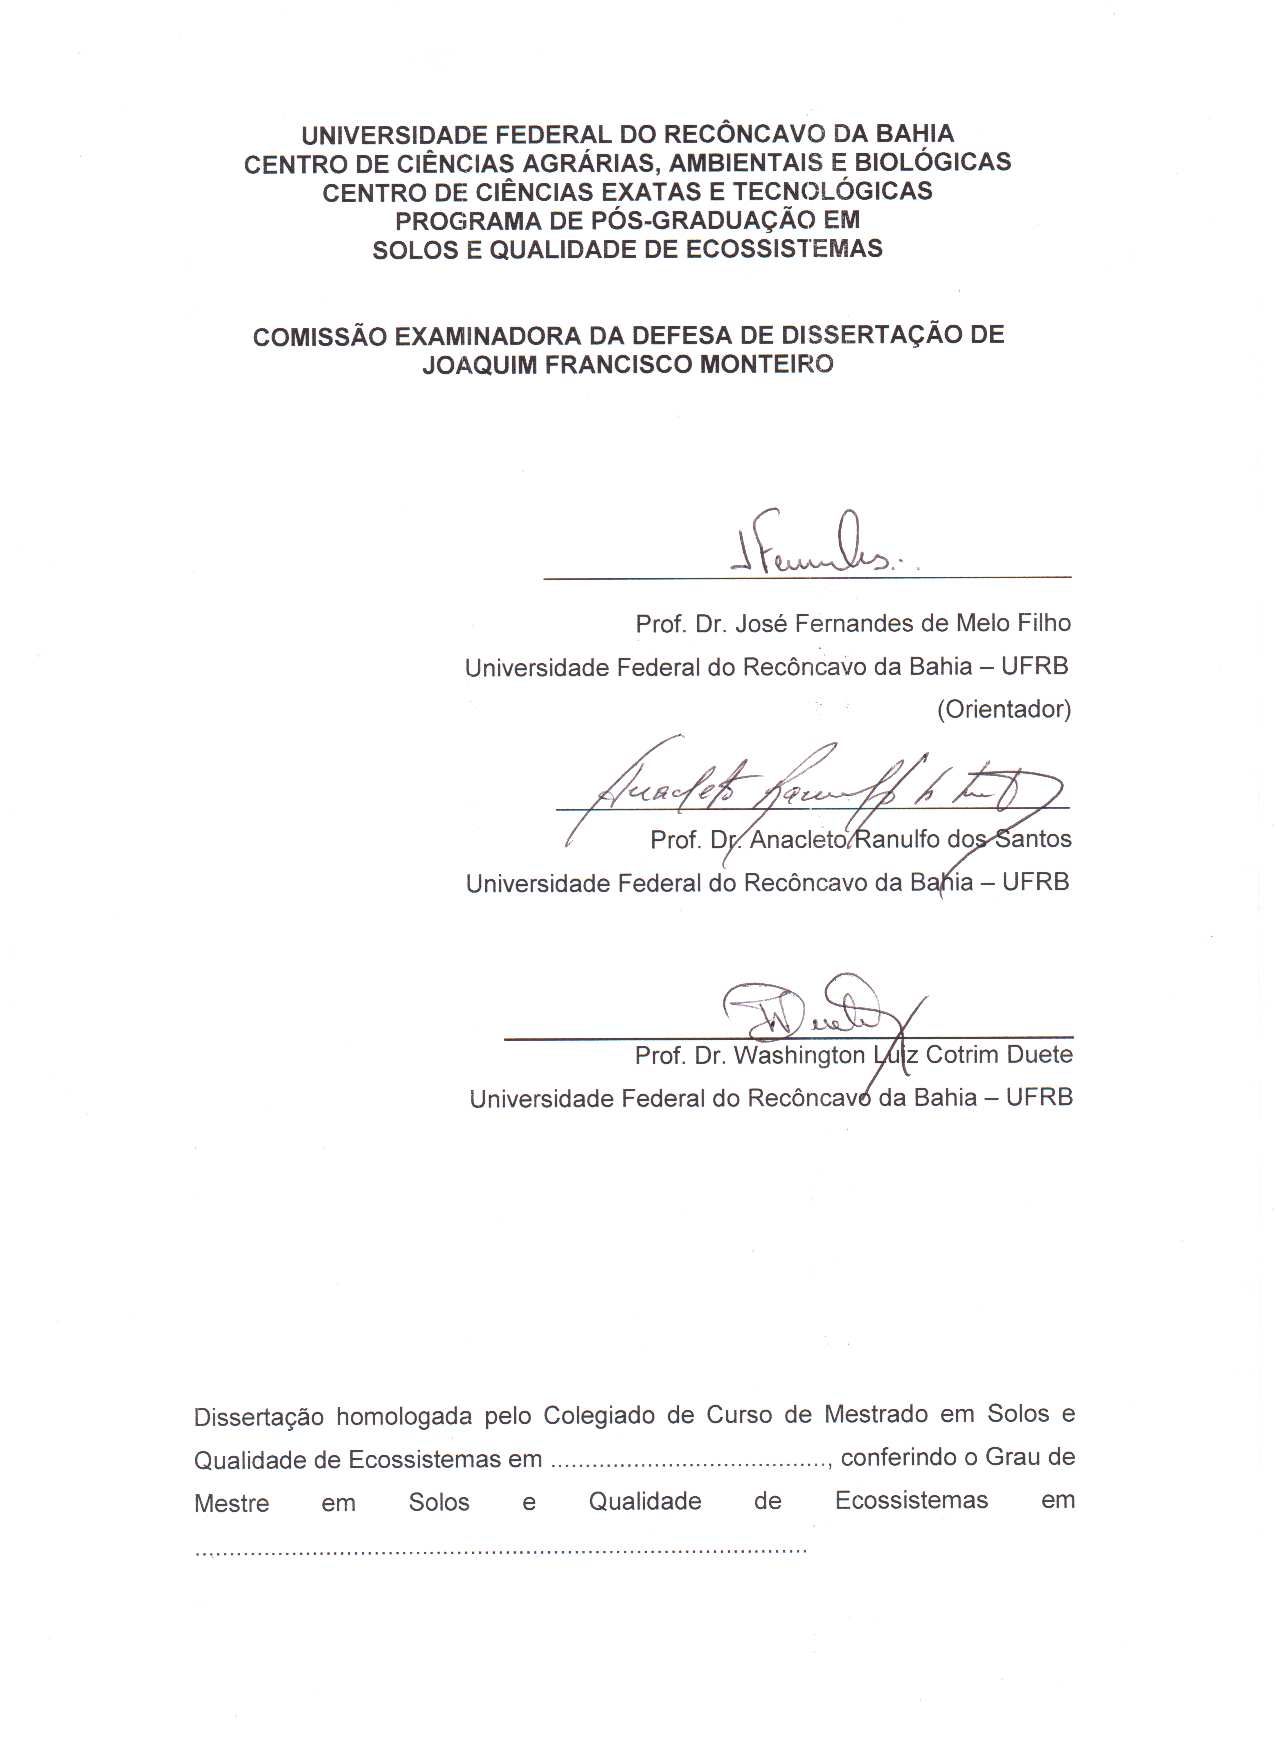 UNIVERSIDADE FEDERAL DO RECÔNCAVO DA BAHIA
CENTRO DE CIÊNCIAS AGRÁRIAS, AMBIENTAIS E BIOLÓGICAS
CENTRO DE CIÊNCIAS EXATAS E TECNOLÓGICAS
PROGRAMA DE PÓS-GRADUAÇÃO EM
SOLOS E QUALIDADE DE ECOSSISTEMAS
COMISSÃO EXAMINADORA DA DEFESA DE DISSERTAÇÃO DE
JOAQUIM FRANCISCO MONTEIRO
Prof. Dr. José Fernandes de Melo Filho
Universidade Federal do Recôncavo da Bahia – UFRB
(Orientador)
Prof. Dr. Anacleto Ranulfo dos Santos
Universidade Federal do Recôncavo da Bahia – UFRB
Prof. Dr. Washington Luiz Cotrim Duete
Universidade Federal do Recôncavo da Bahia – UFRB
Dissertação homologada pelo Colegiado de Curso de Mestrado em Solos e
Qualidade de Ecossistemas em ........................................, conferindo o Grau de
Mestre em Solos e Qualidade de Ecossistemas em
.........................................................................................